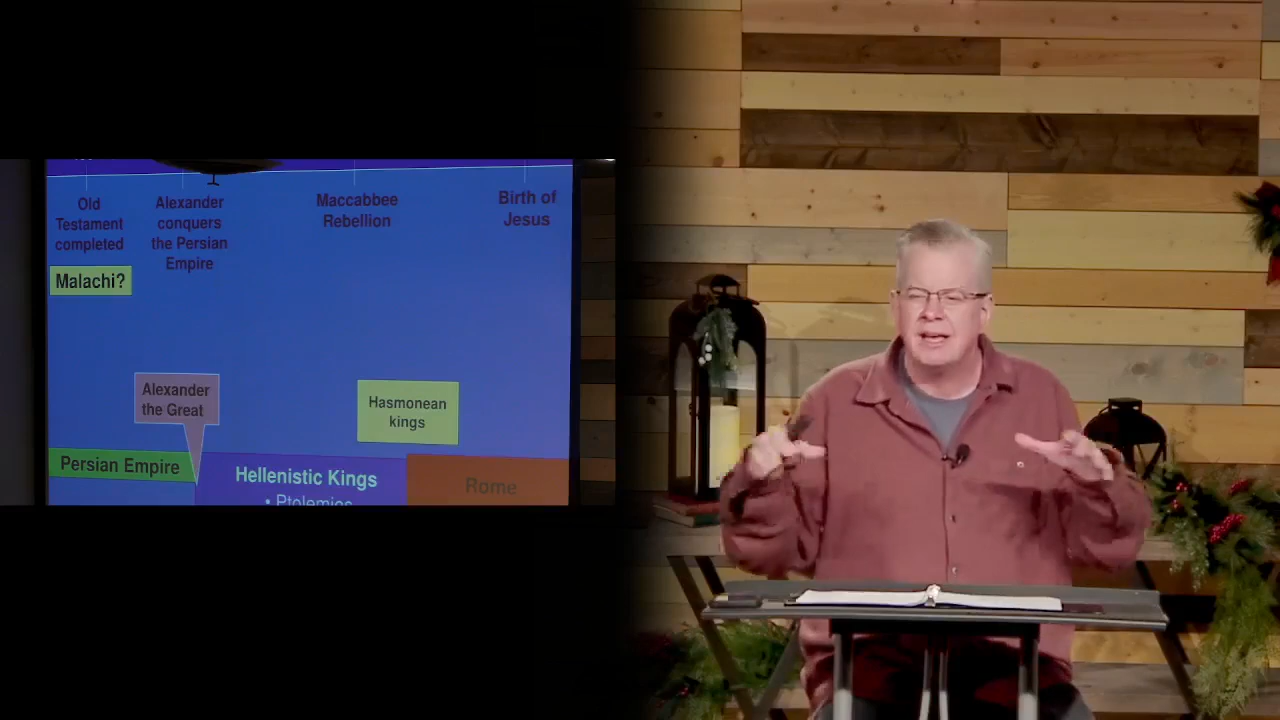 Old
Testament
completed
Alexander
conquers
the Persian
Empire
Maccabbee
Rebellion
Birth of
Jesus
Malachi?
Alexander
the Great
Hasmonean
kings
Persian Empire
Hellenistic Kings
• Ptolemies
Rome